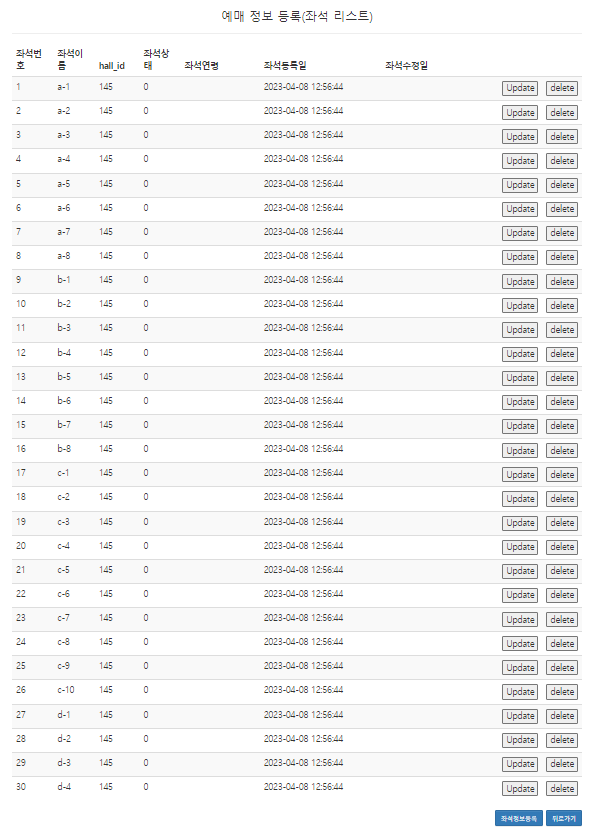 예매 정보 등록(좌석 리스트)
좌석번호 좌석이름 hall_id 좌석상태 좌석연령 좌석등록일 좌석수정일
1 a-1 145 0 2023-04-08 12:56:44 Update delete
2 a-2 145 0 2023-04-08 12:56:44 Update delete
3 a-3 145 0 2023-04-08 12:56:44 Update delete
4 a-4 145 0 2023-04-08 12:56:44 Update delete
5 a-5 145 0 2023-04-08 12:56:44 Update delete
6 a-6 145 0 2023-04-08 12:56:44 Update delete
7 a-7 145 0 2023-04-08 12:56:44 Update delete
8 a-8 145 0 2023-04-08 12:56:44 Update delete
9 b-1 145 0 2023-04-08 12:56:44 Update delete
10 b-2 145 0 2023-04-08 12:56:44 Update delete
11 b-3 145 0 2023-04-08 12:56:44 Update delete
12 b-4 145 0 2023-04-08 12:56:44 Update delete
13 b-5 145 0 2023-04-08 12:56:44 Update delete
14 b-6 145 0 2023-04-08 12:56:44 Update delete
15 b-7 145 0 2023-04-08 12:56:44 Update delete
16 b-8 145 0 2023-04-08 12:56:44 Update delete
17 c-1 145 0 2023-04-08 12:56:44 Update delete
18 c-2 145 0 2023-04-08 12:56:44 Update delete
19 c-3 145 0 2023-04-08 12:56:44 Update delete
20 c-4 145 0 2023-04-08 12:56:44 Update delete
21 c-5 145 0 2023-04-08 12:56:44 Update delete
22 c-6 145 0 2023-04-08 12:56:44 Update delete
23 c-7 145 0 2023-04-08 12:56:44 Update delete
24 c-8 145 0 2023-04-08 12:56:44 Update delete
25 c-9 145 0 2023-04-08 12:56:44 Update delete
26 c-10 145 0 2023-04-08 12:56:44 Update delete
27 d-1 145 0 2023-04-08 12:56:44 Update delete
28 d-2 145 0 2023-04-08 12:56:44 Update delete
29 d-3 145 0 2023-04-08 12:56:44 Update delete
30 d-4 145 0 2023-04-08 12:56:44 Update delete
좌석정보등록 뒤로가기